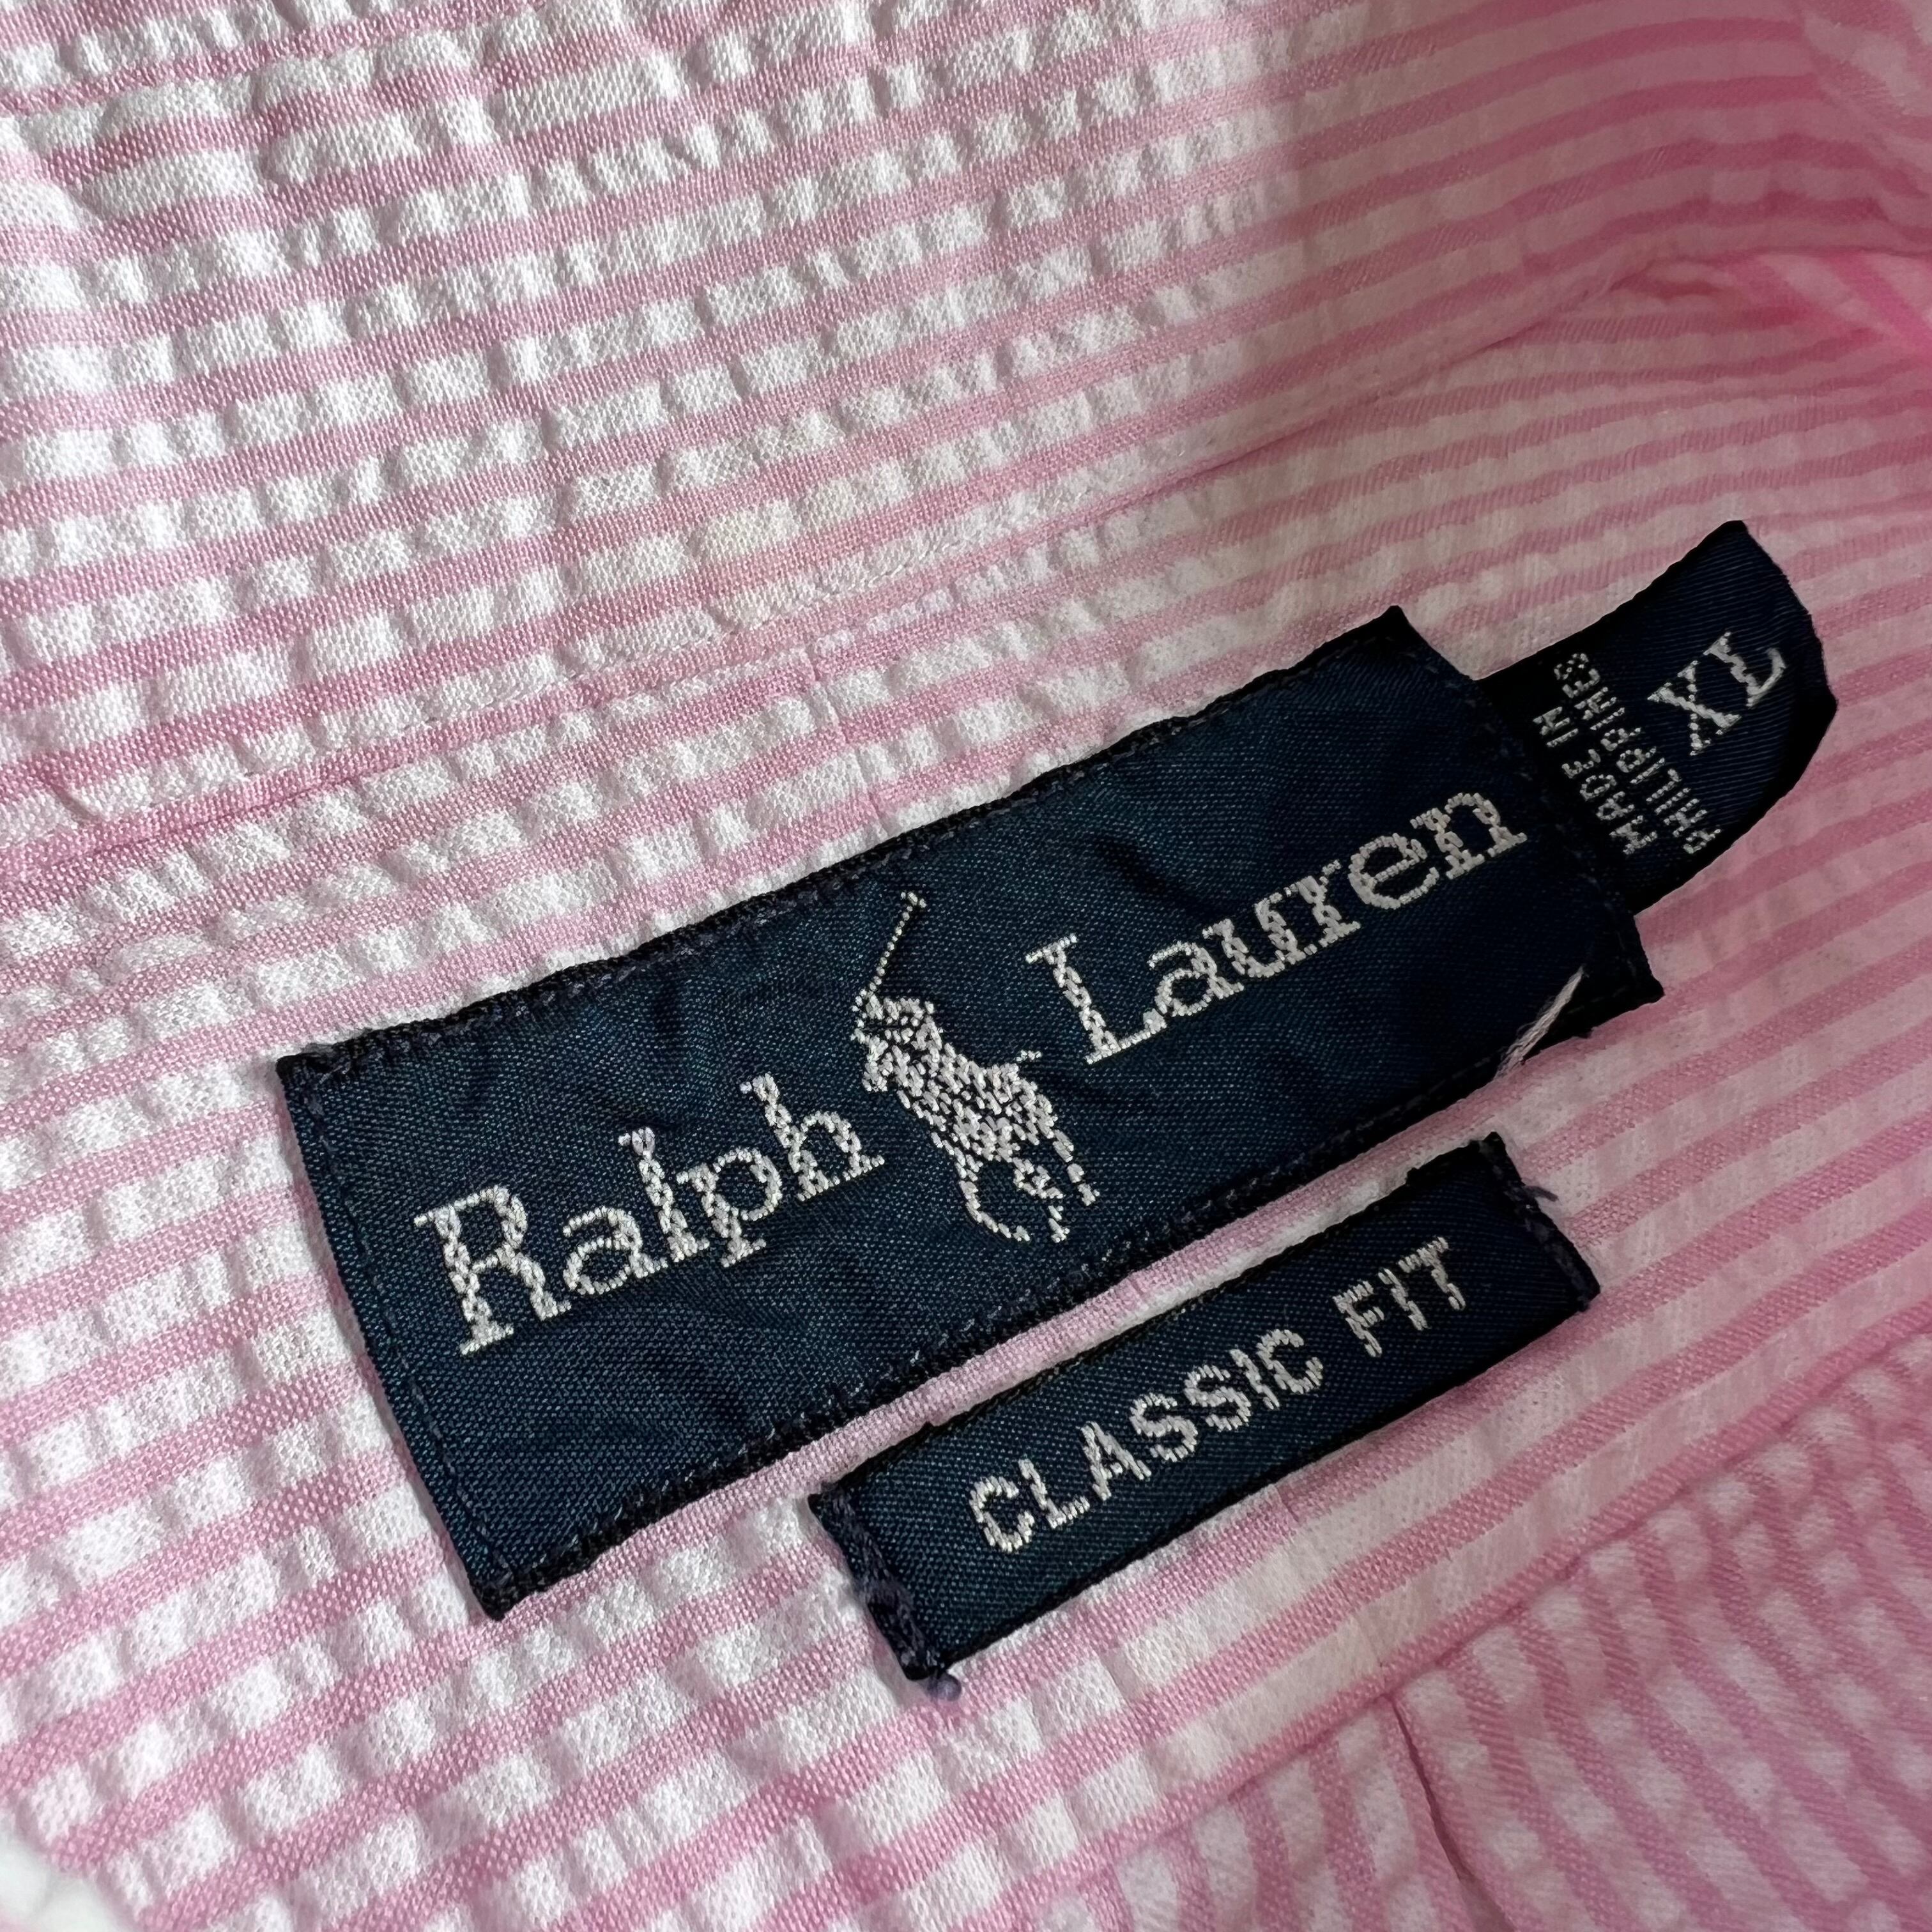 Ralph Lauren
XL
MADE IN
PHILIPPINES
CLASSIC FIT